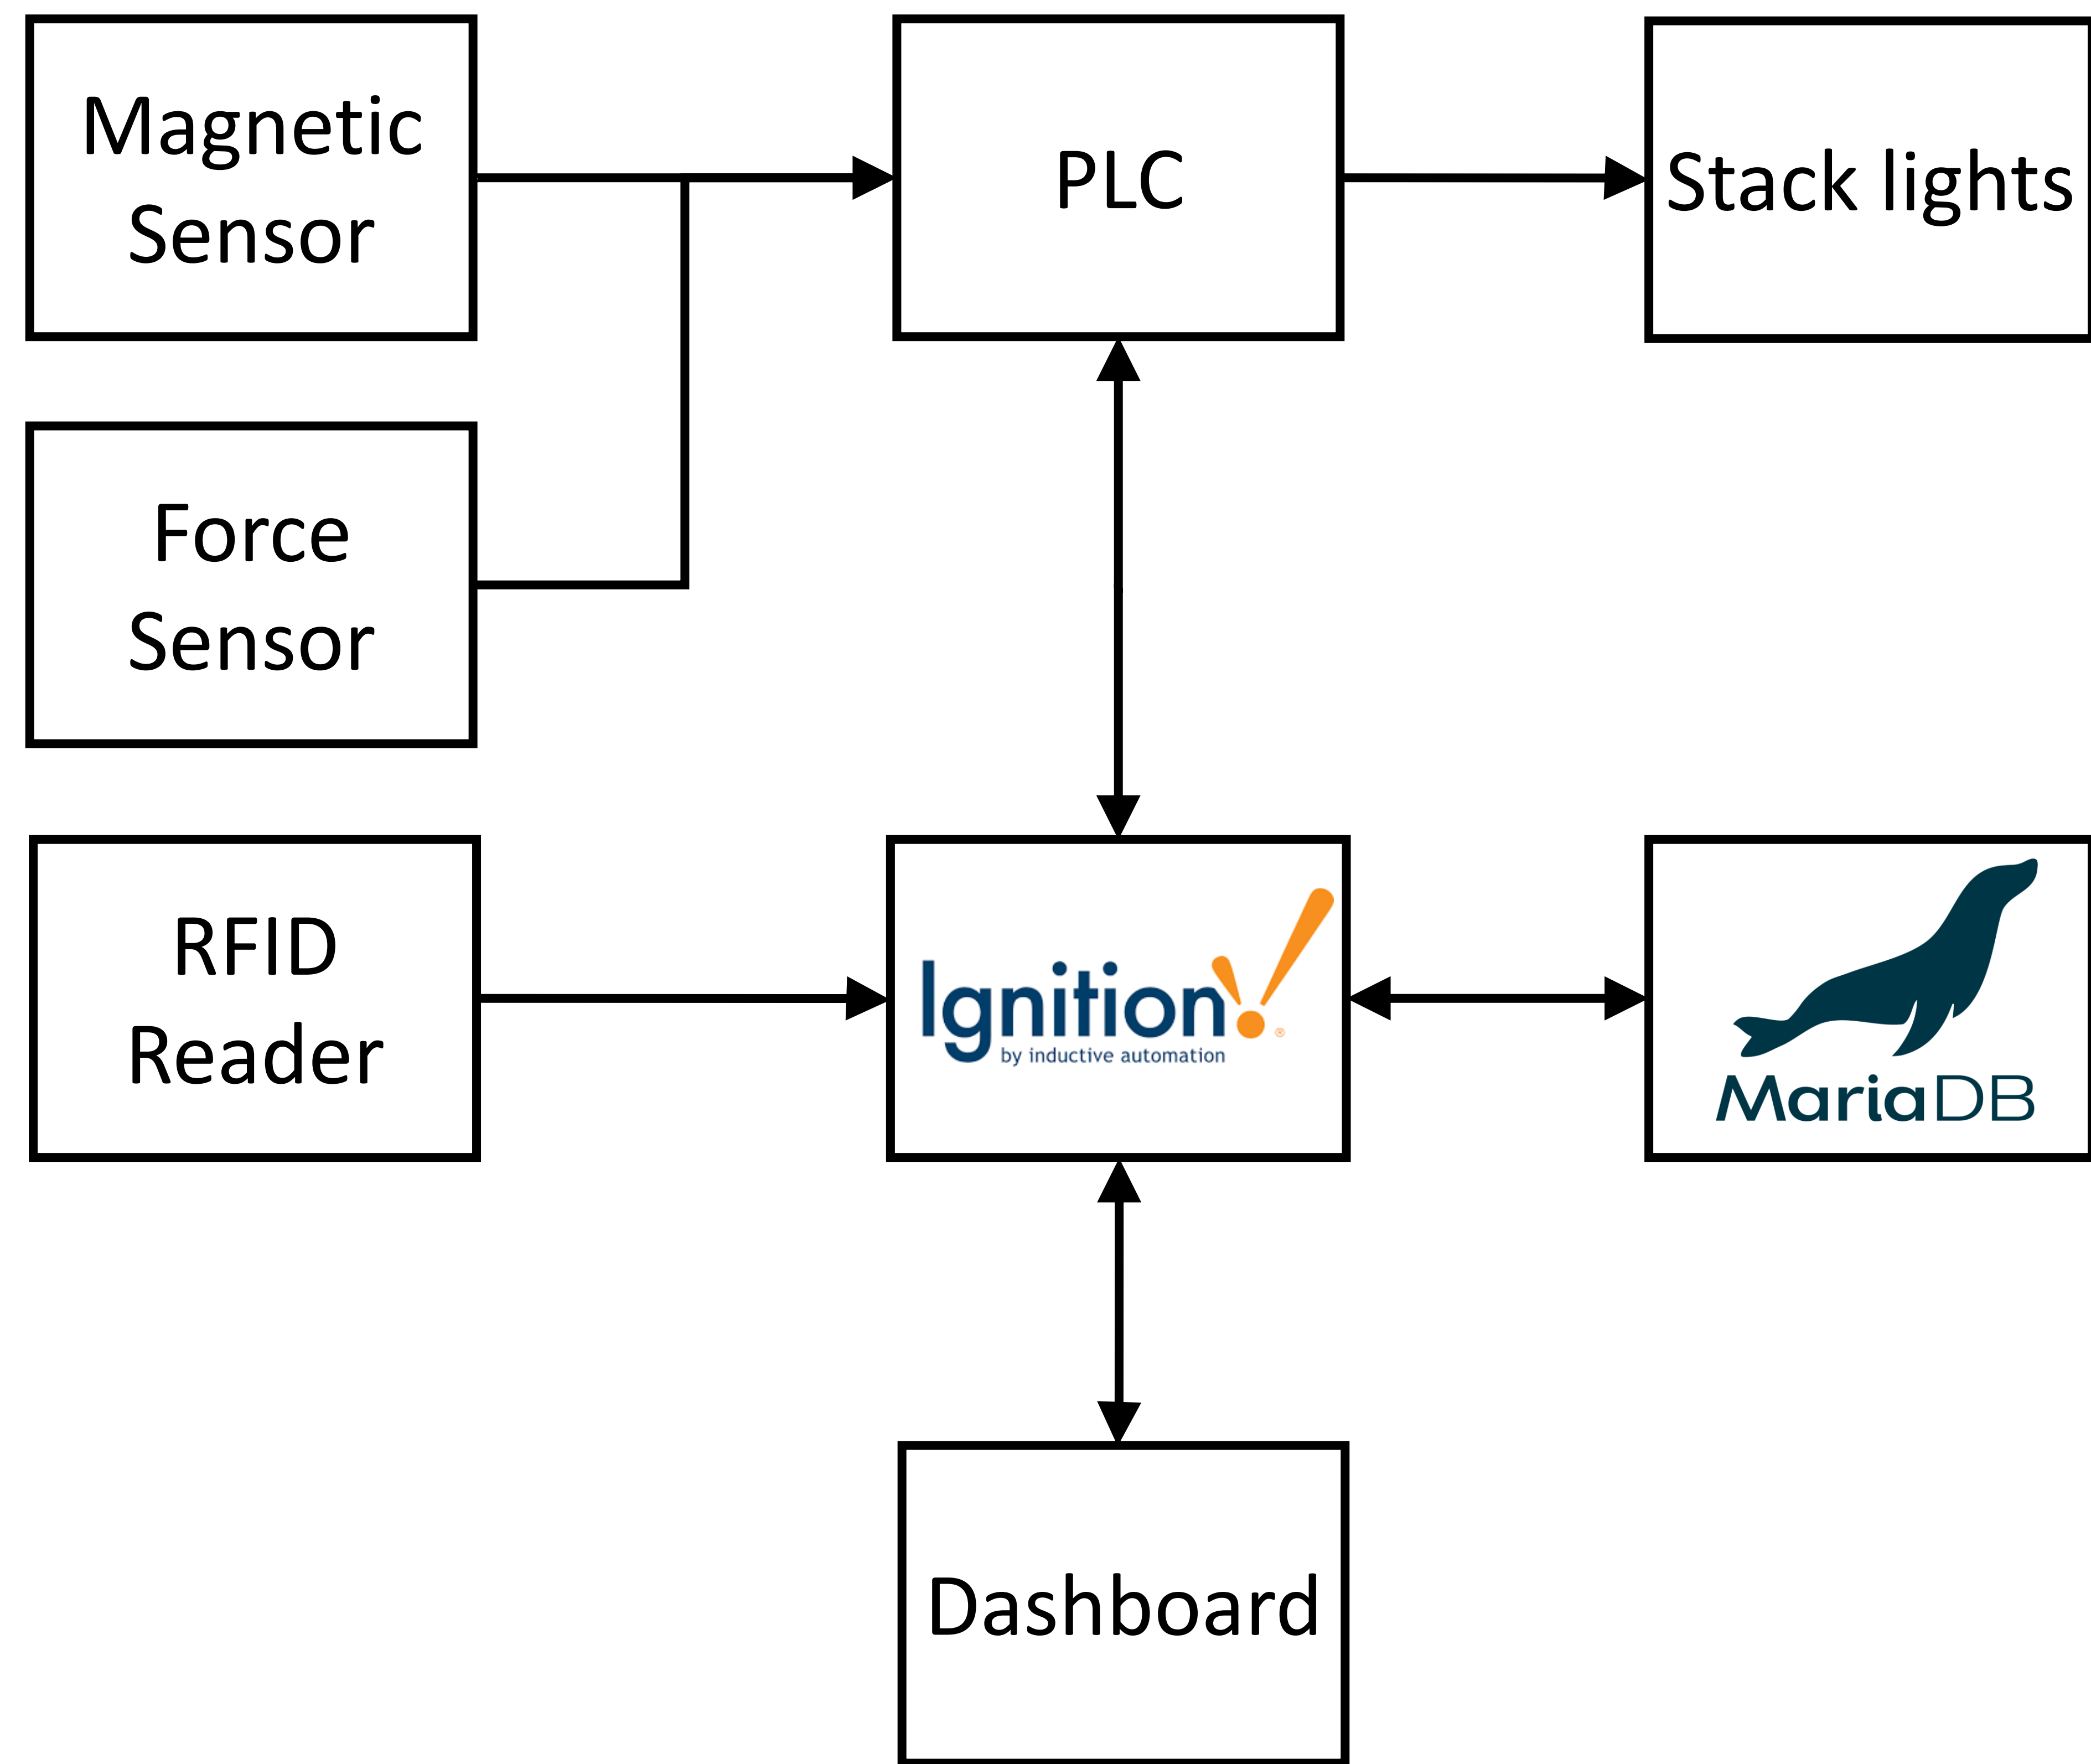 Magnetic
Sensor
PLC
Stack lights
Force
Sensor
RFID
Reader
Ignition!
by inductive automation
®
MariaDB
Dashboard